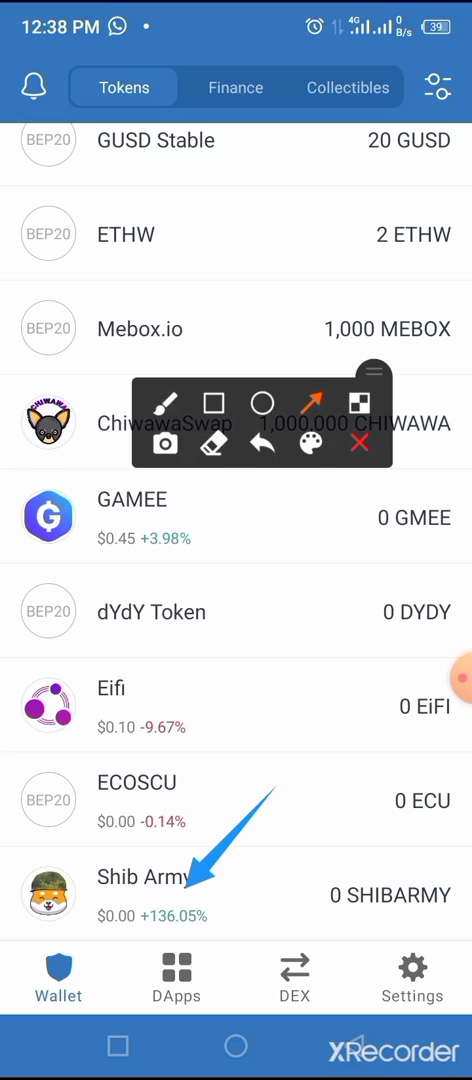 12:38 PM 4G 0 B/s 39
Tokens Finance Collectibles
BEP20 GUSD Stable 20 GUSD
BEP20 ETHW 2 ETHW
BEP20 Mebox.io 1,000 MEBOX
CHIWAWA ChiwawaSwap 1,000,000 CHIWAWA
GAMEE 0 GMEE
$0.45 +3.98%
BEP20 dYdY Token 0 DYDY
Eifi 0 EiFI
$0.10 -9.67%
BEP20 ECOSCU 0 ECU
$0.00 -0.14%
Shib Army 0 SHIBARMY
$0.00 +136.05%
Wallet DApps DEX Settings
XRecorder